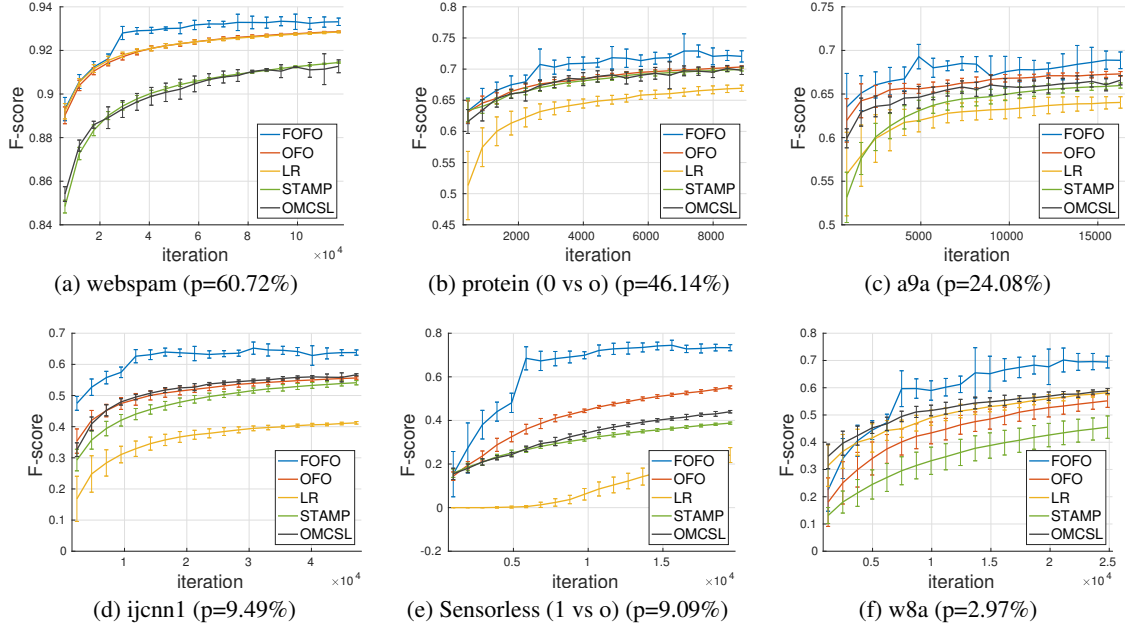 0.94
0.92
0.9
0.88
0.86
0.84
F-score
FOFO
OFO
LR
STAMP
OMCSL
2 4 6 8 10
×10⁴
iteration
(a) webspam (p=60.72%)
0.8
0.75
0.7
0.65
0.6
0.55
0.5
0.45
F-score
FOFO
OFO
LR
STAMP
OMCSL
2000 4000 6000 8000
iteration
(b) protein (0 vs o) (p=46.14%)
0.75
0.7
0.65
0.6
0.55
0.5
F-score
FOFO
OFO
LR
STAMP
OMCSL
5000 10000 15000
iteration
(c) a9a (p=24.08%)
0.7
0.6
0.5
0.4
0.3
0.2
0.1
0
F-score
FOFO
OFO
LR
STAMP
OMCSL
1 2 3 4
×10⁴
iteration
(d) ijcnn1 (p=9.49%)
0.8
0.6
0.4
0.2
0
-0.2
F-score
FOFO
OFO
LR
STAMP
OMCSL
0.5 1 1.5
×10⁴
iteration
(e) Sensorless (1 vs o) (p=9.09%)
0.8
0.7
0.6
0.5
0.4
0.3
0.2
0.1
0
F-score
FOFO
OFO
LR
STAMP
OMCSL
0.5 1 1.5 2 2.5
×10⁴
iteration
(f) w8a (p=2.97%)